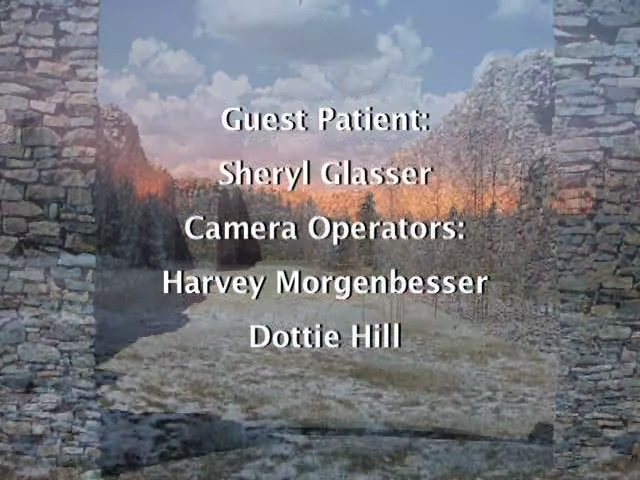 Guest Patient:
Sheryl Glasser
Camera Operators:
Harvey Morgenbesser
Dottie Hill